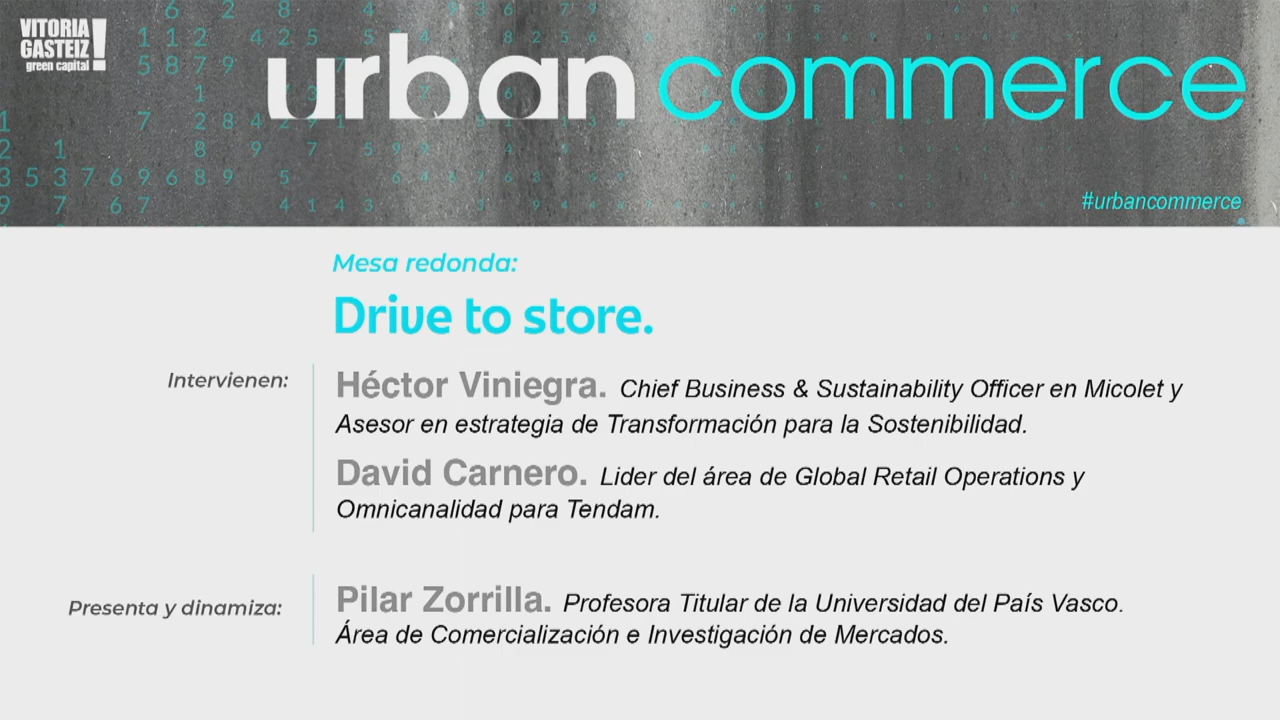 VITORIA
GASTEIZ
green capital
urban commerce
#urbancommerce
Mesa redonda:
Drive to store.
Intervienen:
Héctor Viniegra. Chief Business & Sustainability Officer en Micolet y
Asesor en estrategia de Transformación para la Sostenibilidad.
David Carnero. Lider del área de Global Retail Operations y
Omnicanalidad para Tendam.
Presenta y dinamiza:
Pilar Zorrilla. Profesora Titular de la Universidad del País Vasco.
Área de Comercialización e Investigación de Mercados.